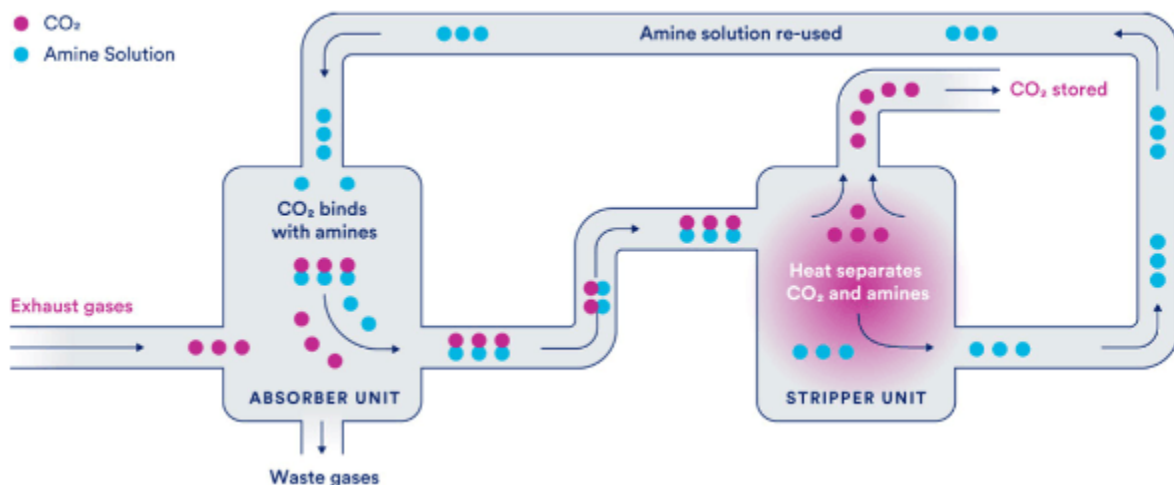 CO₂
Amine Solution
Amine solution re-used
CO₂ stored
CO₂ binds
with amines
Exhaust gases
Heat separates
CO₂ and amines
ABSORBER UNIT
STRIPPER UNIT
Waste gases